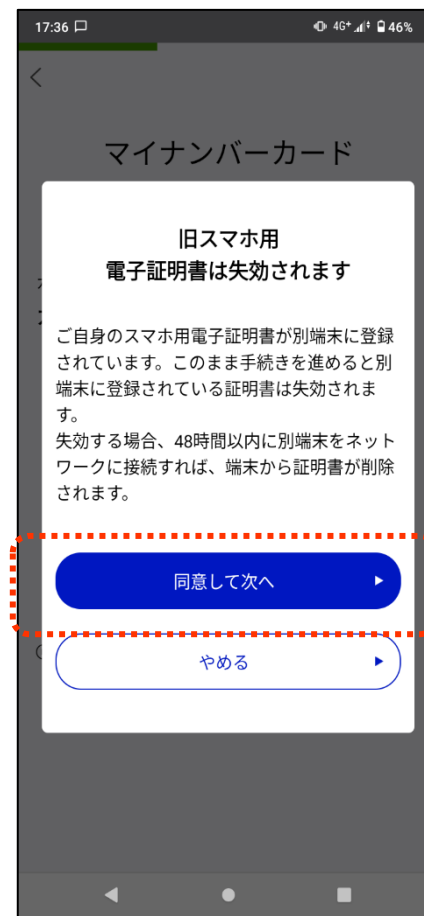 17:36
4G+
46%
マイナンバーカード
旧スマホ用
電子証明書は失効されます
ご自身のスマホ用電子証明書が別端末に登録
されています。このまま手続きを進めると別
端末に登録されている証明書は失効されま
す。
失効する場合、48時間以内に別端末をネット
ワークに接続すれば、端末から証明書が削除
されます。
同意して次へ
やめる